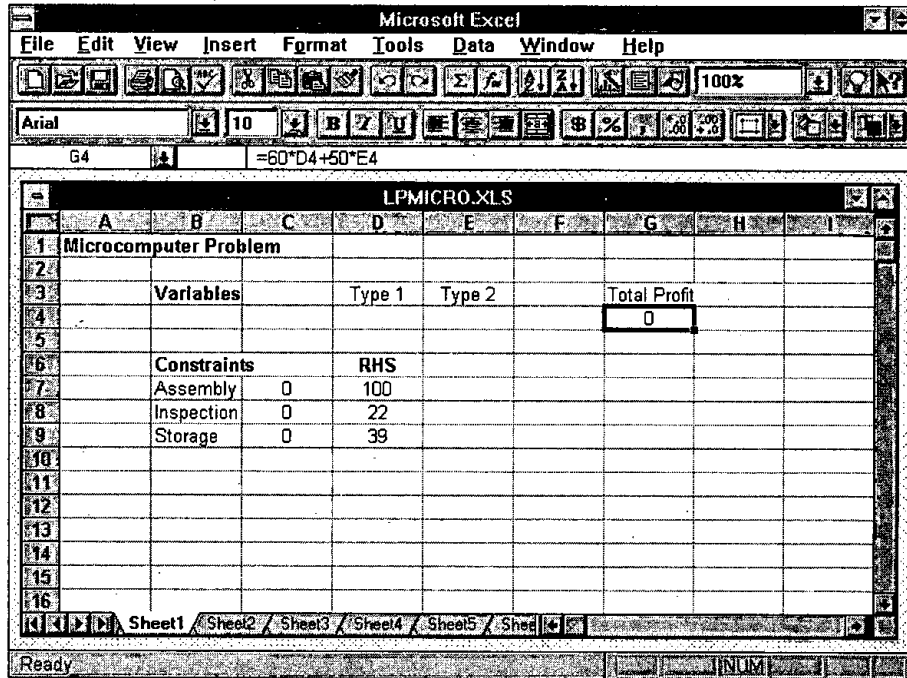 Microsoft Excel
File Edit View Insert Format Tools Data Window Help
100%
Arial 10 B I U $ %
G4 =60*D4+50*E4
LPMICRO.XLS
A B C D E F G H I
1 Microcomputer Problem
2
3 Variables Type 1 Type 2 Total Profit
4 0
5
6 Constraints RHS
7 Assembly 0 100
8 Inspection 0 22
9 Storage 0 39
10
11
12
13
14
15
16
Sheet1 Sheet2 Sheet3 Sheet4 Sheet5 Shee
Ready NUM